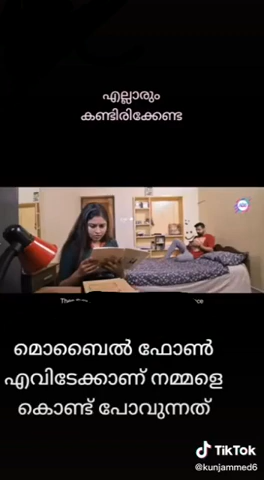 എല്ലാരും
കണ്ടിരിക്കേണ്ട
മൊബൈൽ ഫോൺ
എവിടേക്കാണ് നമ്മളെ
കൊണ്ട് പോവുന്നത്
TikTok
@kunjammed6